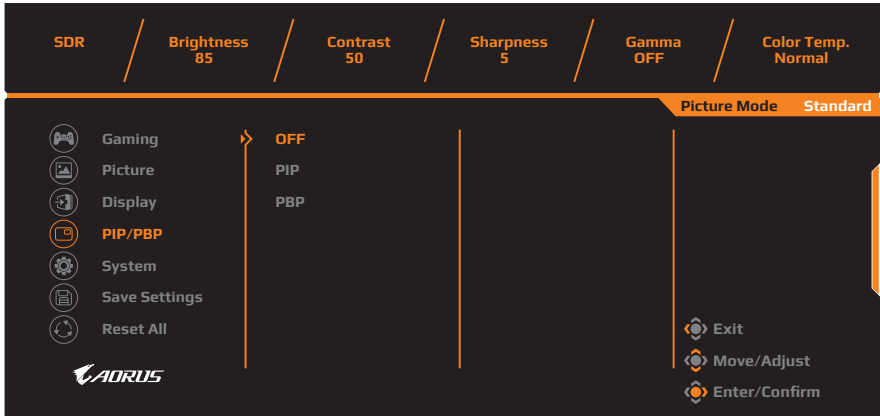 SDR
Brightness
85
Contrast
50
Sharpness
5
Gamma
OFF
Color Temp.
Normal
Picture Mode Standard
Gaming
Picture
Display
PIP/PBP
System
Save Settings
Reset All
OFF
PIP
PBP
Exit
Move/Adjust
Enter/Confirm
AORUS